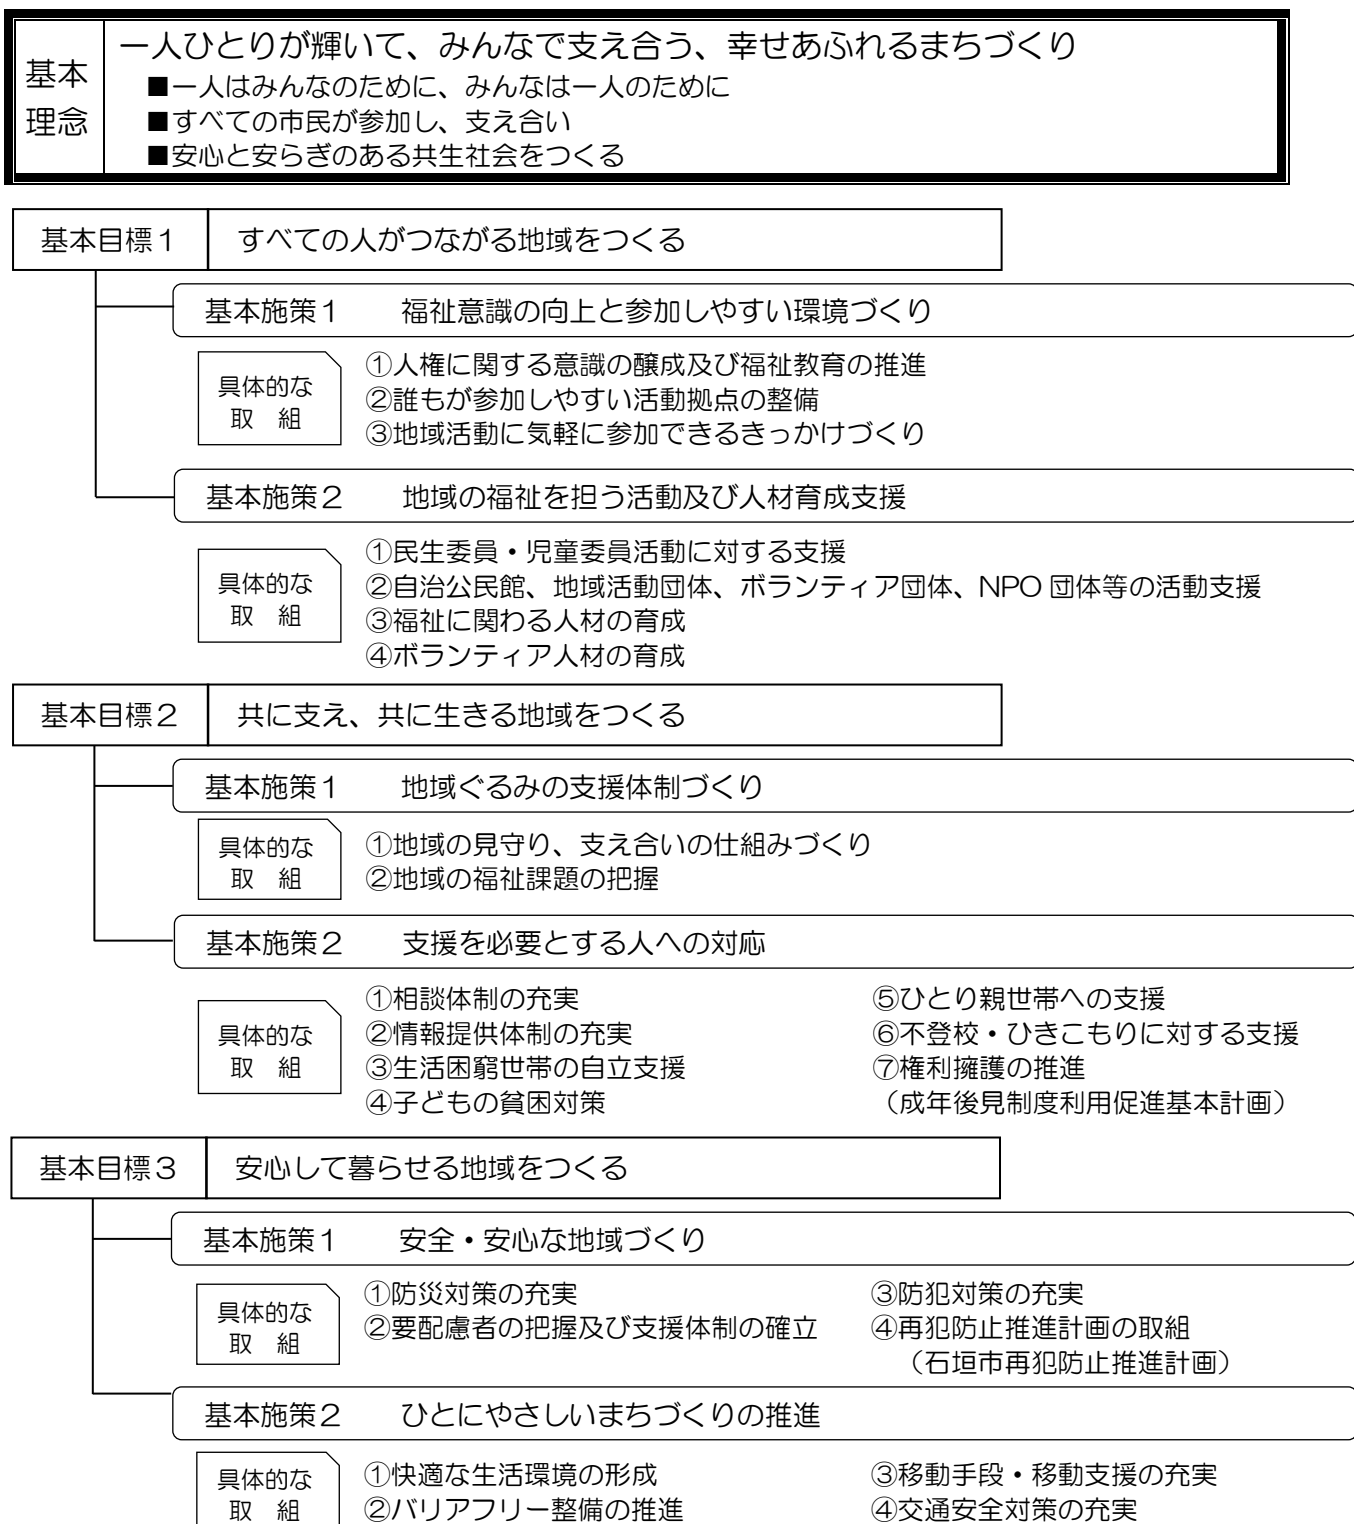 基本
理念
一人ひとりが輝いて、みんなで支え合う、幸せあふれるまちづくり
■一人はみんなのために、みんなは一人のために
■すべての市民が参加し、支え合い
■安心と安らぎのある共生社会をつくる
基本目標1 すべての人がつながる地域をつくる
基本施策1 福祉意識の向上と参加しやすい環境づくり
具体的な
取 組
①人権に関する意識の醸成及び福祉教育の推進
②誰もが参加しやすい活動拠点の整備
③地域活動に気軽に参加できるきっかけづくり
基本施策2 地域の福祉を担う活動及び人材育成支援
具体的な
取 組
①民生委員・児童委員活動に対する支援
②自治公民館、地域活動団体、ボランティア団体、NPO 団体等の活動支援
③福祉に関わる人材の育成
④ボランティア人材の育成
基本目標2 共に支え、共に生きる地域をつくる
基本施策1 地域ぐるみの支援体制づくり
具体的な
取 組
①地域の見守り、支え合いの仕組みづくり
②地域の福祉課題の把握
基本施策2 支援を必要とする人への対応
具体的な
取 組
①相談体制の充実
②情報提供体制の充実
③生活困窮世帯の自立支援
④子どもの貧困対策
⑤ひとり親世帯への支援
⑥不登校・ひきこもりに対する支援
⑦権利擁護の推進
(成年後見制度利用促進基本計画)
基本目標3 安心して暮らせる地域をつくる
基本施策1 安全・安心な地域づくり
具体的な
取 組
①防災対策の充実
②要配慮者の把握及び支援体制の確立
③防犯対策の充実
④再犯防止推進計画の取組
(石垣市再犯防止推進計画)
基本施策2 ひとにやさしいまちづくりの推進
具体的な
取 組
①快適な生活環境の形成
②バリアフリー整備の推進
③移動手段・移動支援の充実
④交通安全対策の充実